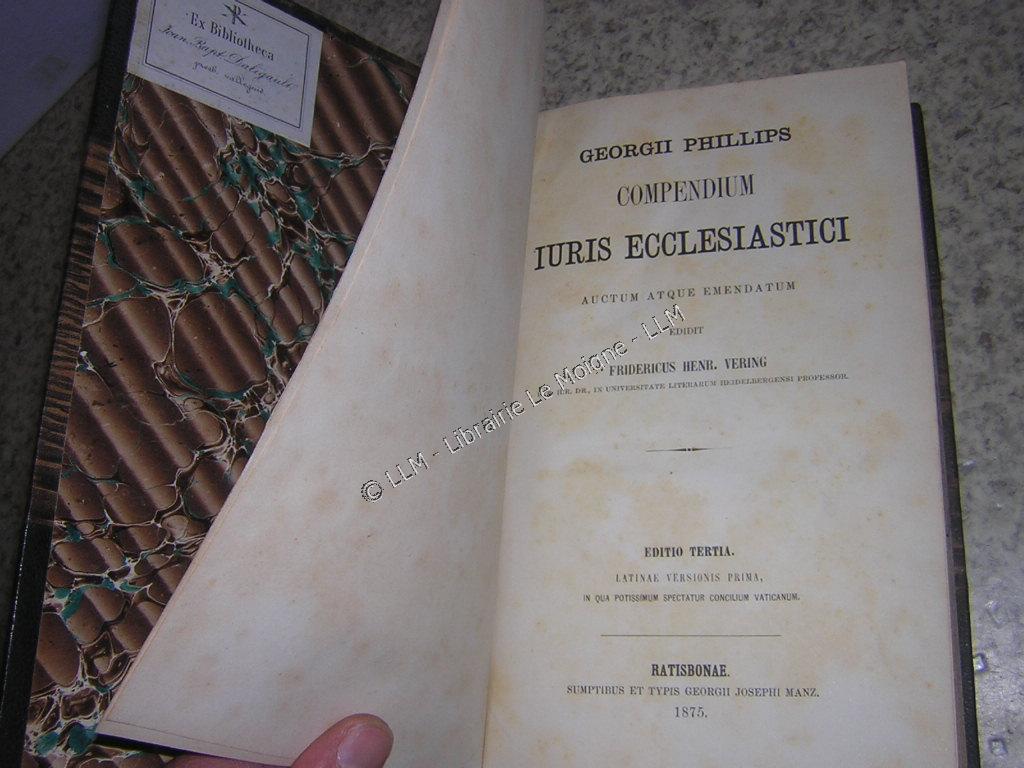 Ex Bibliotheca
GEORGII PHILLIPS
COMPENDIUM
IURIS ECCLESIASTICI
AUCTUM ATQUE EMENDATUM
EDIDIT
FRIDERICUS HENR. VERING
DR., IN UNIVERSITATE LITERARUM HEIDELBERGENSI PROFESSOR.
EDITIO TERTIA.
LATINAE VERSIONIS PRIMA,
IN QUA POTISSIMUM SPECTATUR CONCILIUM VATICANUM.
RATISBONAE.
SUMPTIBUS ET TYPIS GEORGII JOSEPHI MANZ.
1875.
© LLM - Librairie Le Moigne - LLM